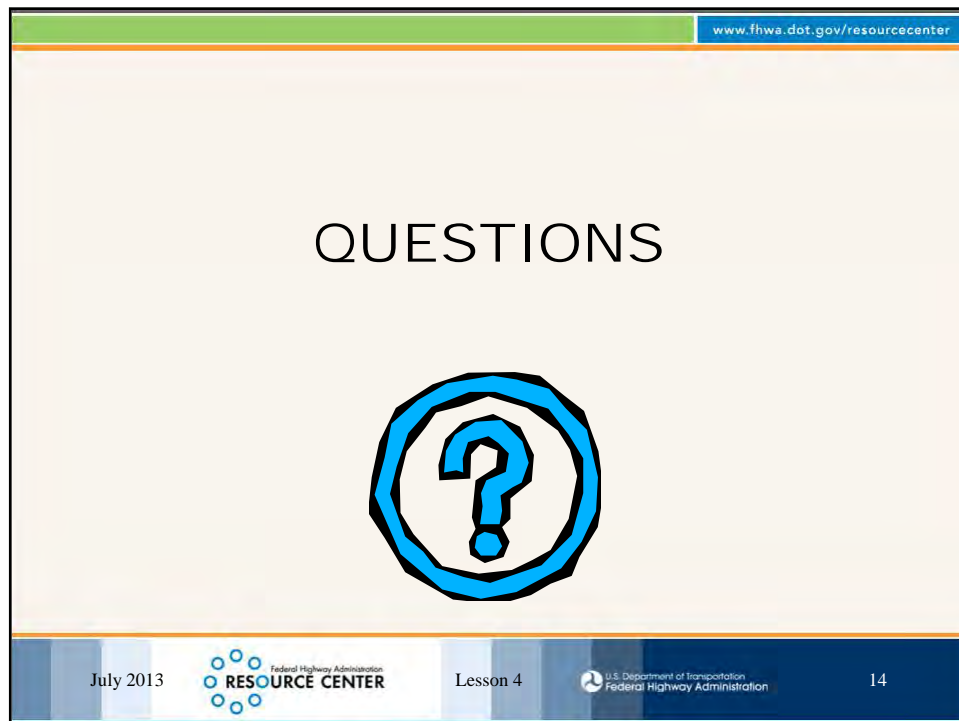 www.fhwa.dot.gov/resourcecenter
QUESTIONS
?
July 2013
Federal Highway Administration
RESOURCE CENTER
Lesson 4
U.S. Department of Transportation
Federal Highway Administration
14